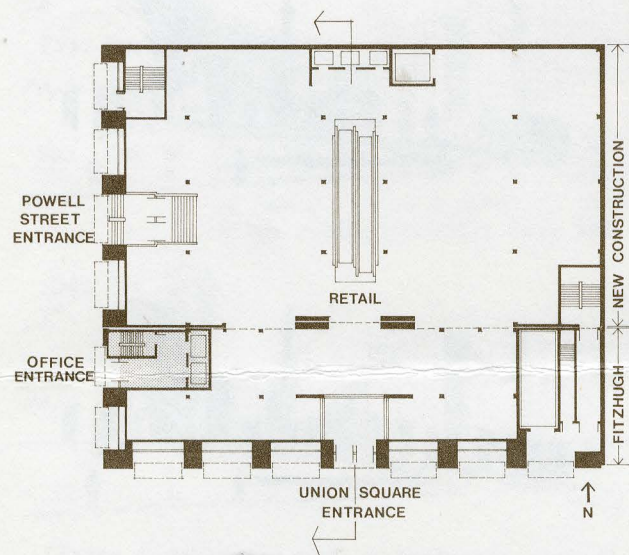 POWELL
STREET
ENTRANCE
NEW CONSTRUCTION
RETAIL
OFFICE
ENTRANCE
FITZHUGH
UNION SQUARE
ENTRANCE
N